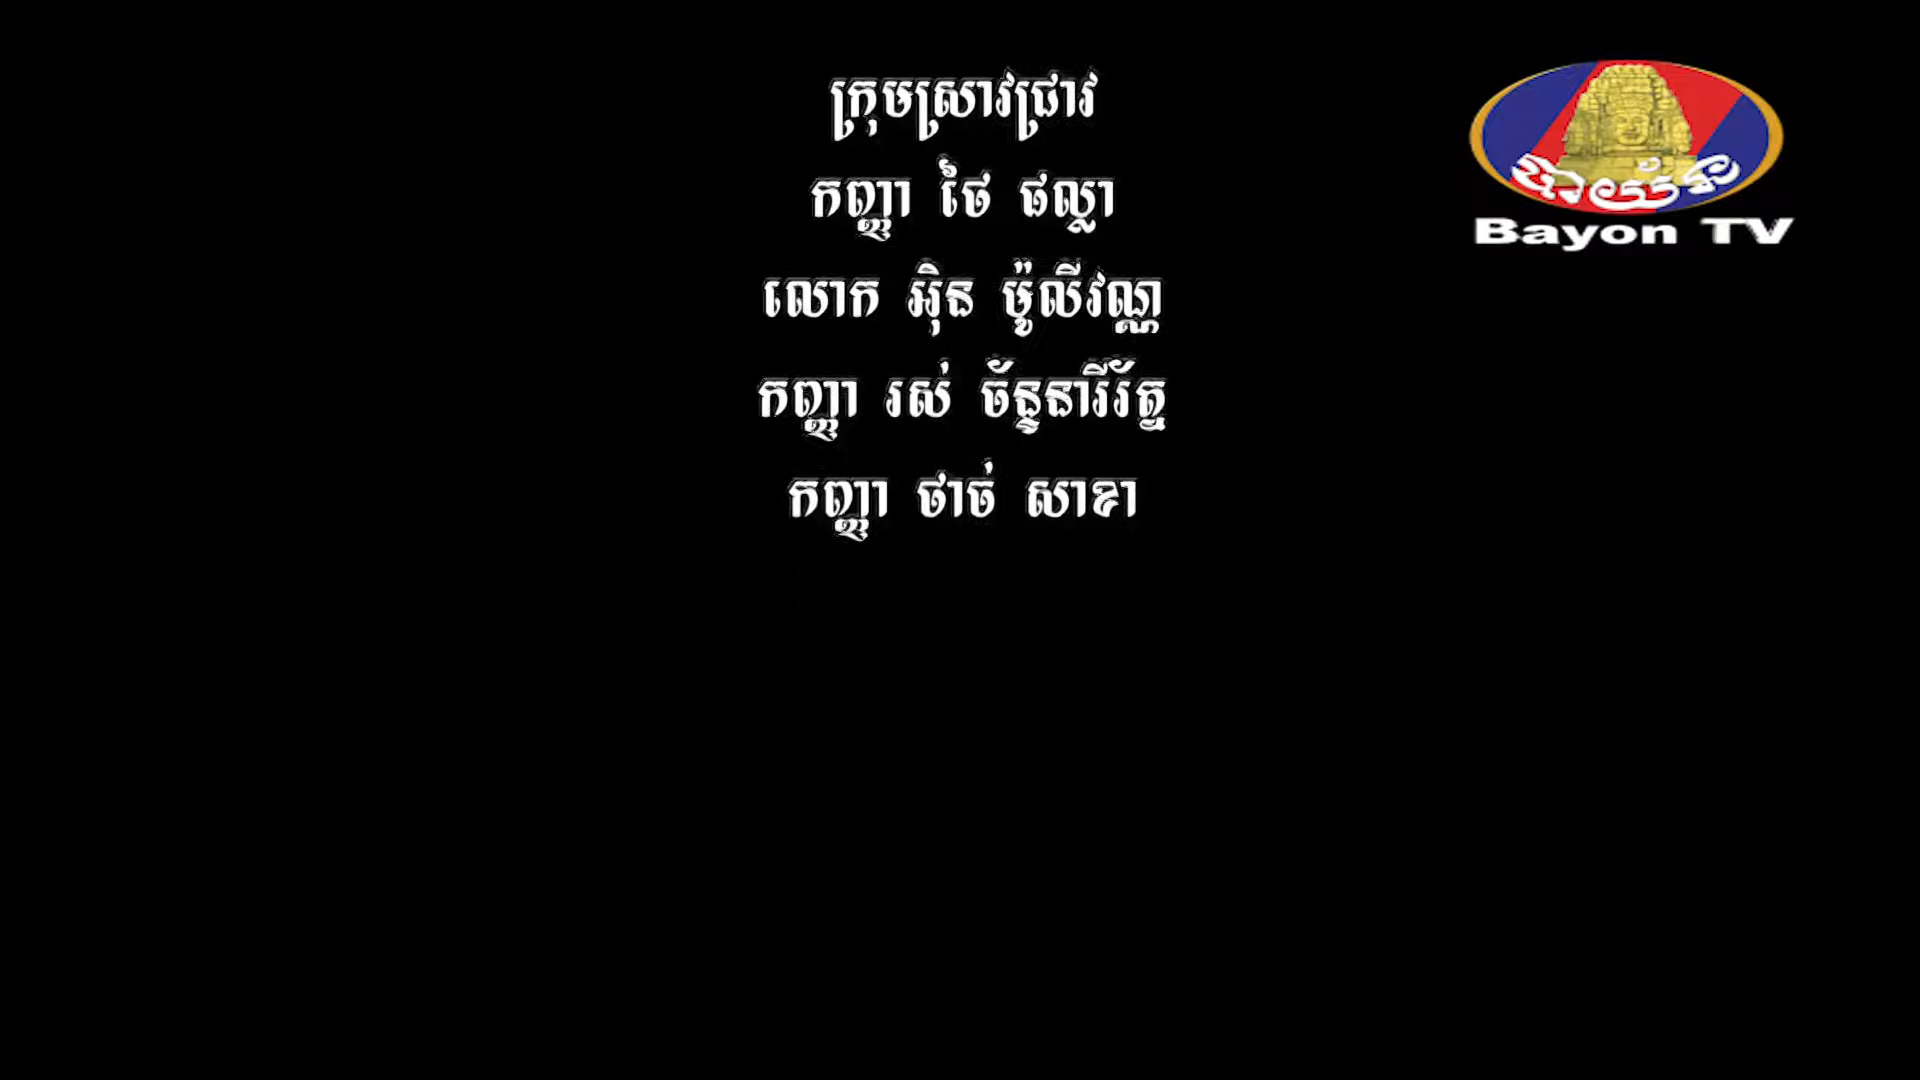 ក្រុមស្រាវជ្រាវ
កញ្ញា ថៃ ផល្លា
លោក អ៊ិន ម៉ូលីវណ្ណ
កញ្ញា រស់ ច័ន្ទនារីរ័ត្ន
កញ្ញា ថាច់ សាខា
បាយ័ន
Bayon TV